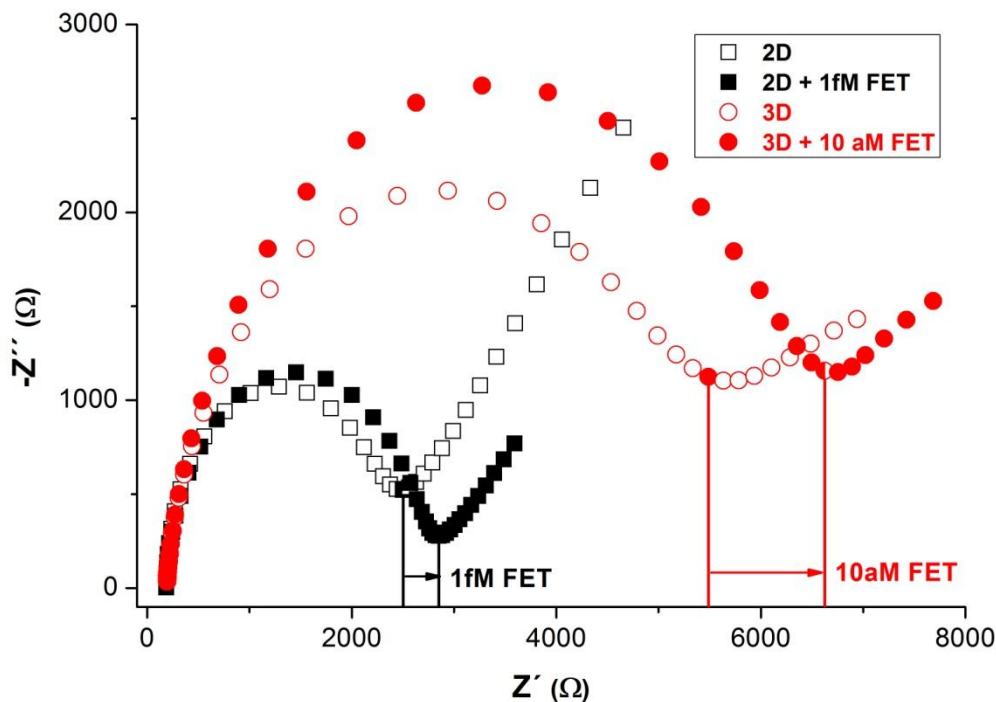 3000
2000
1000
0
-Z´´ (Ω)
2D
2D + 1fM FET
3D
3D + 10 aM FET
1fM FET
10aM FET
0
2000
4000
6000
8000
Z´ (Ω)